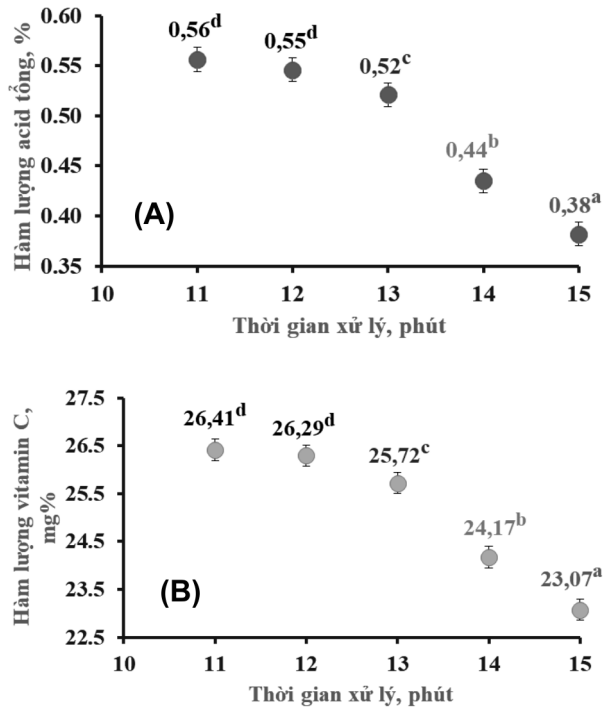 Hàm lượng acid tổng, %
0.60
0.55
0.50
0.45
0.40
0.35
0,56ᵈ
0,55ᵈ
0,52ᶜ
0,44ᵇ
0,38ᵃ
(A)
10 11 12 13 14 15
Thời gian xử lý, phút
Hàm lượng vitamin C,
mg%
27.5
26.5
25.5
24.5
23.5
22.5
26,41ᵈ
26,29ᵈ
25,72ᶜ
24,17ᵇ
23,07ᵃ
(B)
10 11 12 13 14 15
Thời gian xử lý, phút